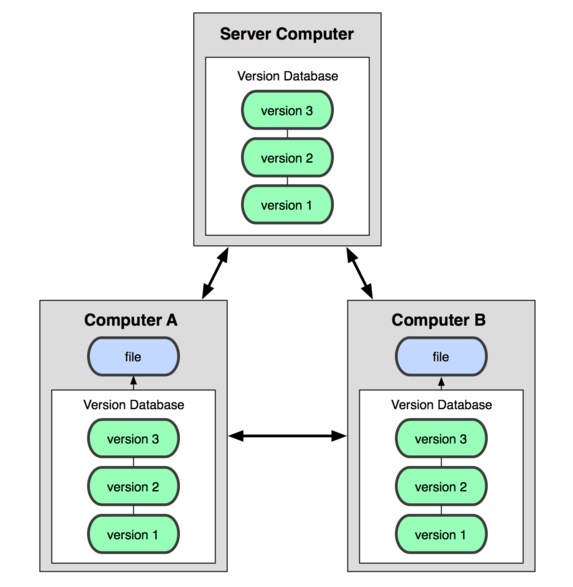 Server Computer
Version Database
version 3
version 2
version 1
Computer A
file
Version Database
version 3
version 2
version 1
Computer B
file
Version Database
version 3
version 2
version 1